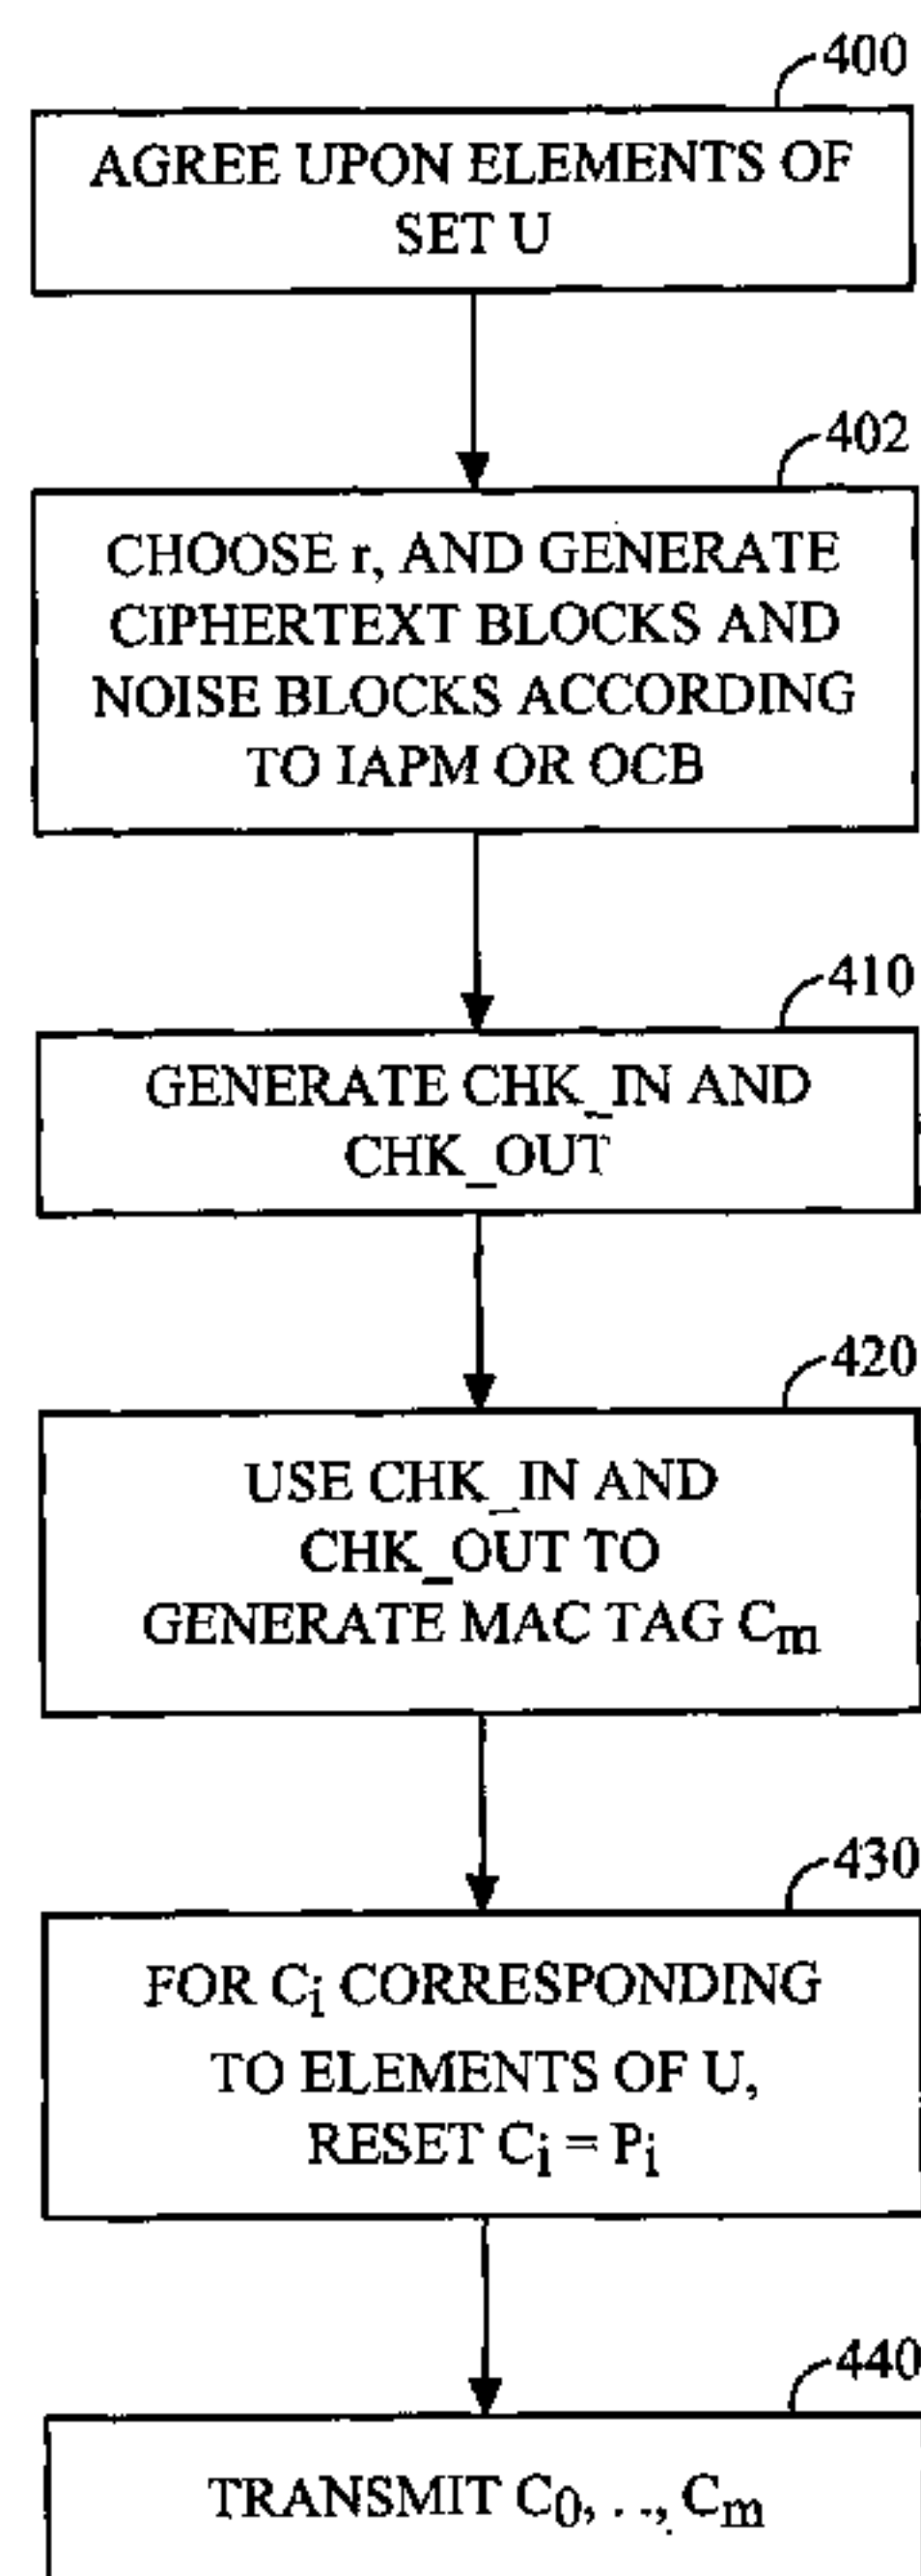 400
AGREE UPON ELEMENTS OF
SET U
402
CHOOSE r, AND GENERATE
CIPHERTEXT BLOCKS AND
NOISE BLOCKS ACCORDING
TO IAPM OR OCB
410
GENERATE CHK_IN AND
CHK_OUT
420
USE CHK_IN AND
CHK_OUT TO
GENERATE MAC TAG Cm
430
FOR Ci CORRESPONDING
TO ELEMENTS OF U,
RESET Ci = Pi
440
TRANSMIT C0, .., Cm